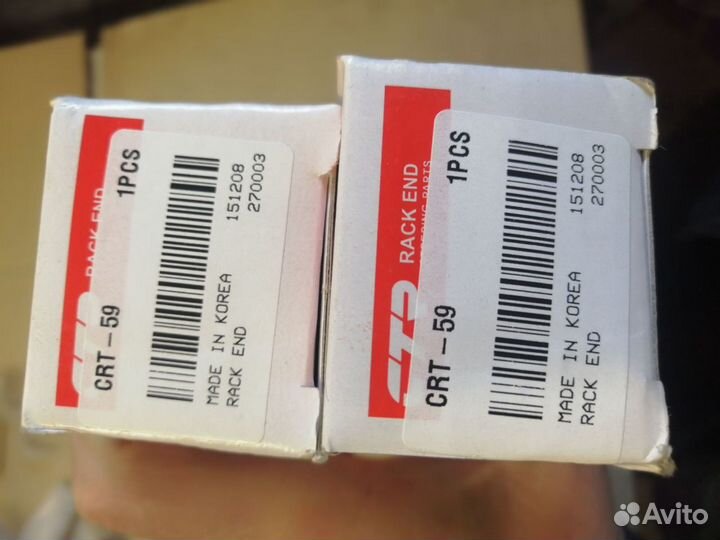 RACK END
CRT-59
1PCS
151208
270003
MADE IN KOREA
RACK END
CTR
RACK END
CRT-59
1PCS
151208
270003
MADE IN KOREA
RACK END
Avito